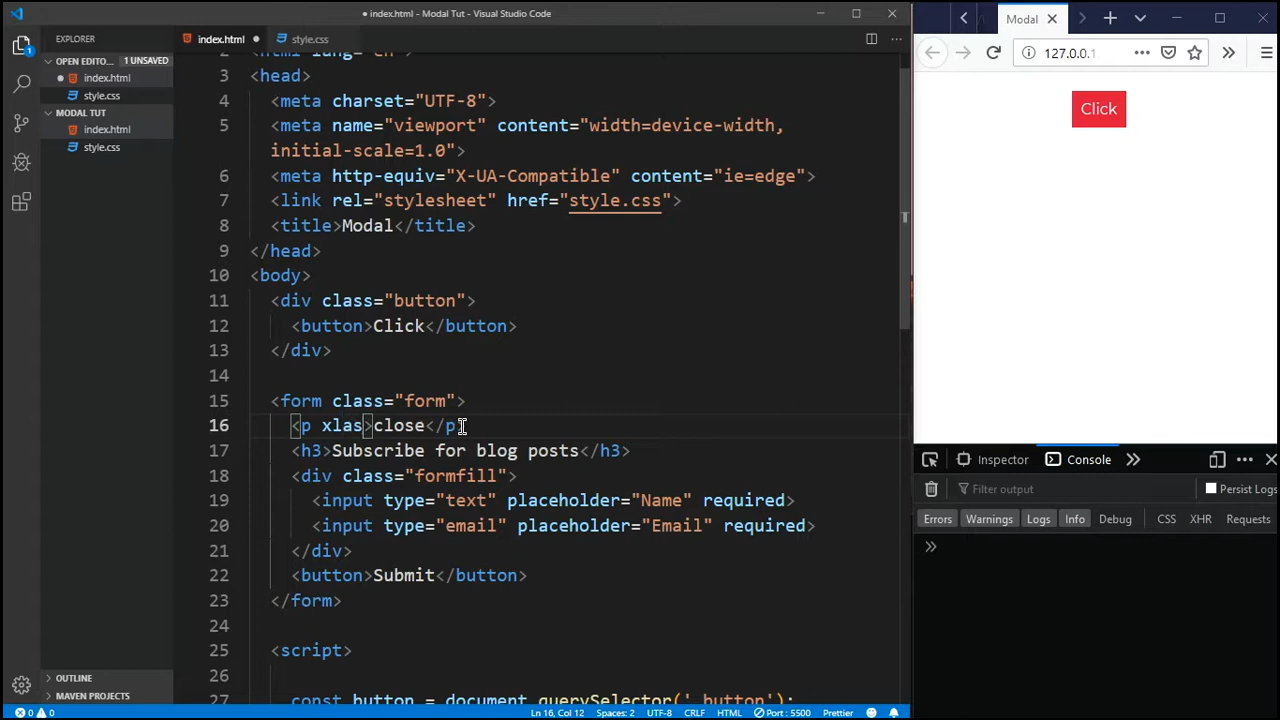 ● index.html - Modal Tut - Visual Studio Code
Modal
EXPLORER
index.html ●
style.css
127.0.0.1
OPEN EDITO... 1 UNSAVED
● index.html
style.css
MODAL TUT
index.html
style.css
OUTLINE
MAVEN PROJECTS
1
3 <head>
4 <meta charset="UTF-8">
5 <meta name="viewport" content="width=device-width,
initial-scale=1.0">
6 <meta http-equiv="X-UA-Compatible" content="ie=edge">
7 <link rel="stylesheet" href="style.css">
8 <title>Modal</title>
9 </head>
10 <body>
11 <div class="button">
12 <button>Click</button>
13 </div>
14
15 <form class="form">
16 <p xlas>close</p
17 <h3>Subscribe for blog posts</h3>
18 <div class="formfill">
19 <input type="text" placeholder="Name" required>
20 <input type="email" placeholder="Email" required>
21 </div>
22 <button>Submit</button>
23 </form>
24
25 <script>
26
27 const button = document.querySelector('.button');
Click
Inspector
Console
Filter output
Persist Logs
Errors Warnings Logs Info Debug CSS XHR Requests
0 0
Ln 16, Col 12 Spaces: 2 UTF-8 CRLF HTML Port : 5500 Prettier